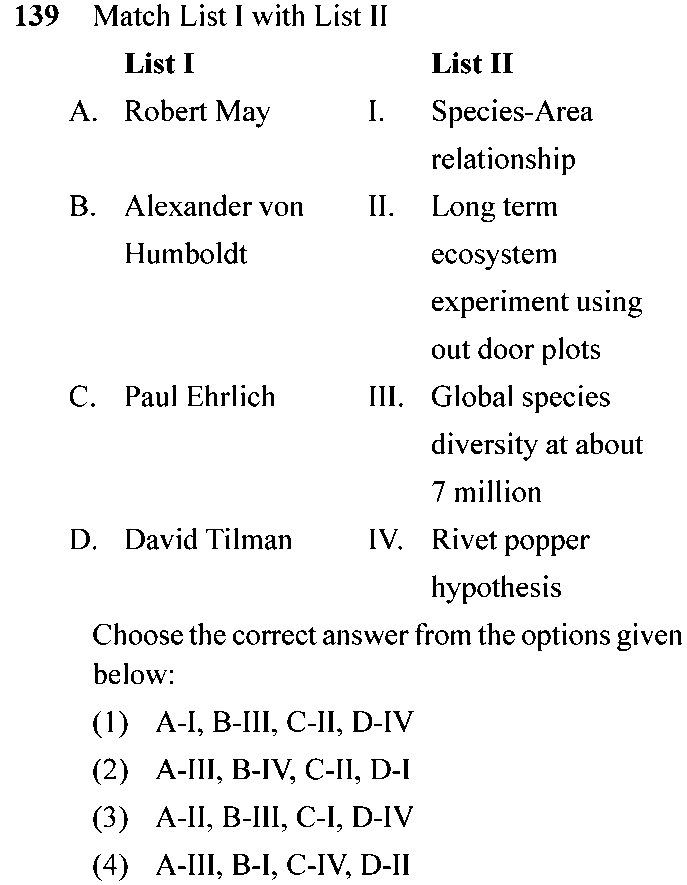 139 Match List I with List II
List I List II
A. Robert May I. Species-Area
relationship
B. Alexander von II. Long term
Humboldt ecosystem
experiment using
out door plots
C. Paul Ehrlich III. Global species
diversity at about
7 million
D. David Tilman IV. Rivet popper
hypothesis
Choose the correct answer from the options given
below:
(1) A-I, B-III, C-II, D-IV
(2) A-III, B-IV, C-II, D-I
(3) A-II, B-III, C-I, D-IV
(4) A-III, B-I, C-IV, D-II